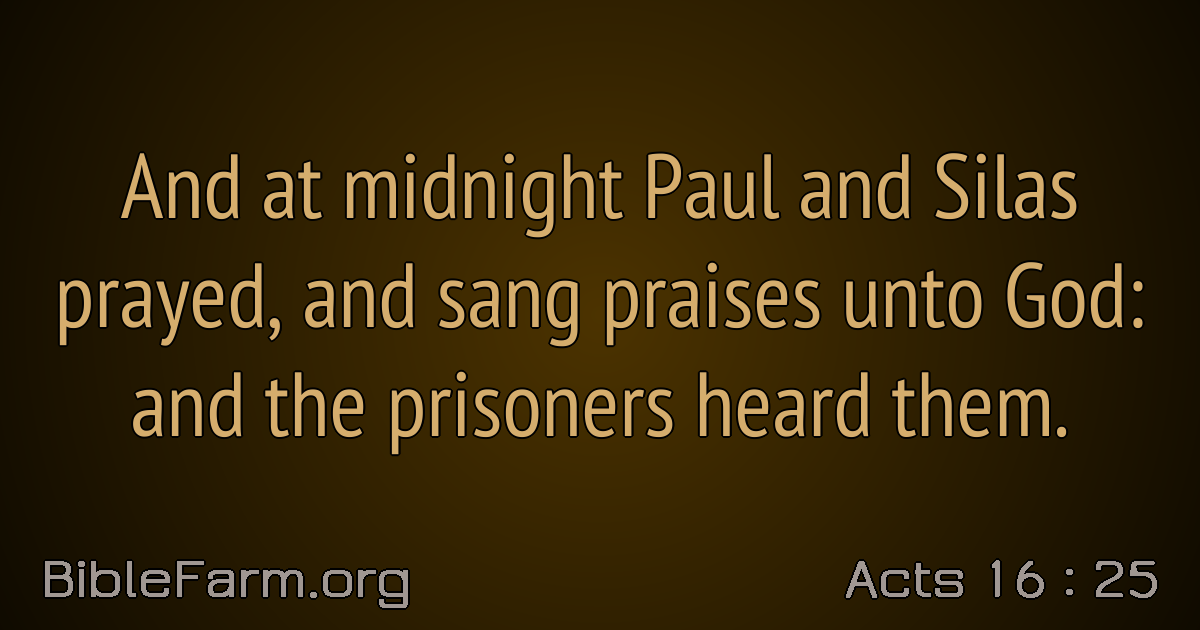 And at midnight Paul and Silas
prayed, and sang praises unto God:
and the prisoners heard them.
BibleFarm.org
Acts 16 : 25